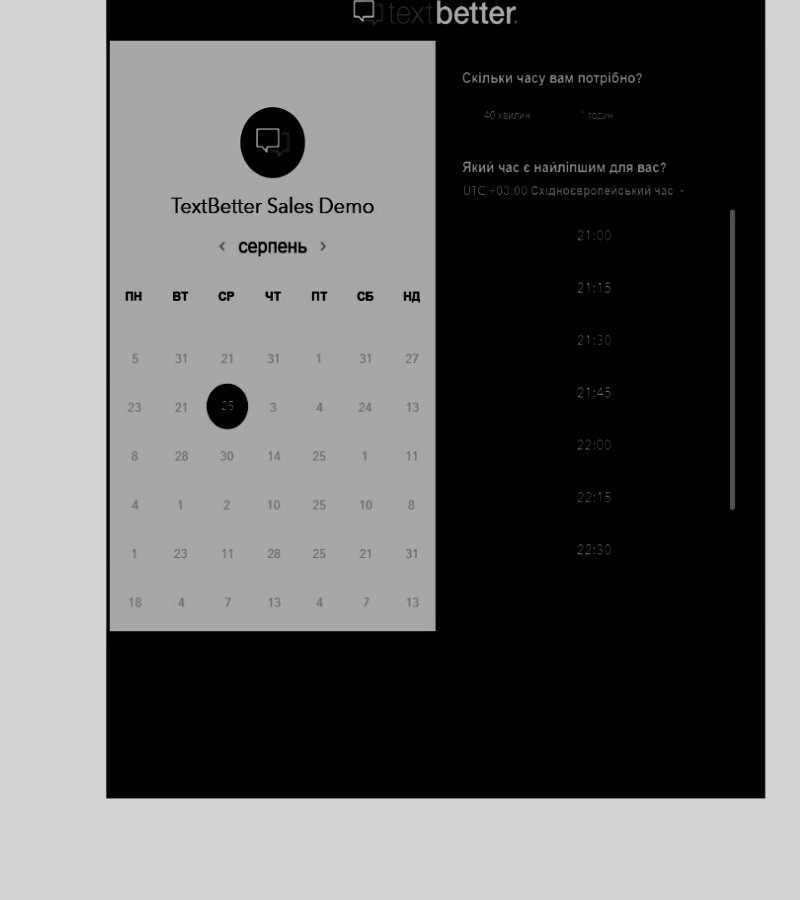 textbetter.
TextBetter Sales Demo
‹ серпень ›
ПН ВТ СР ЧТ ПТ СБ НД
5 31 21 31 1 31 27
23 21 25 3 4 24 13
8 28 30 14 25 1 11
4 1 2 10 25 10 8
1 23 11 28 25 21 31
18 4 7 13 4 7 13
Скільки часу вам потрібно?
40 хвилин 1 годин
Який час є найліпшим для вас?
UTC +03:00 Східноєвропейський час
21:00
21:15
21:30
21:45
22:00
22:15
22:30